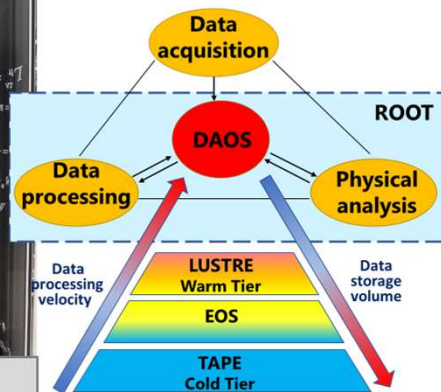 Data
acquisition
ROOT
DAOS
Data
processing
Physical
analysis
Data
processing
velocity
LUSTRE
Warm Tier
Data
storage
volume
EOS
TAPE
Cold Tier